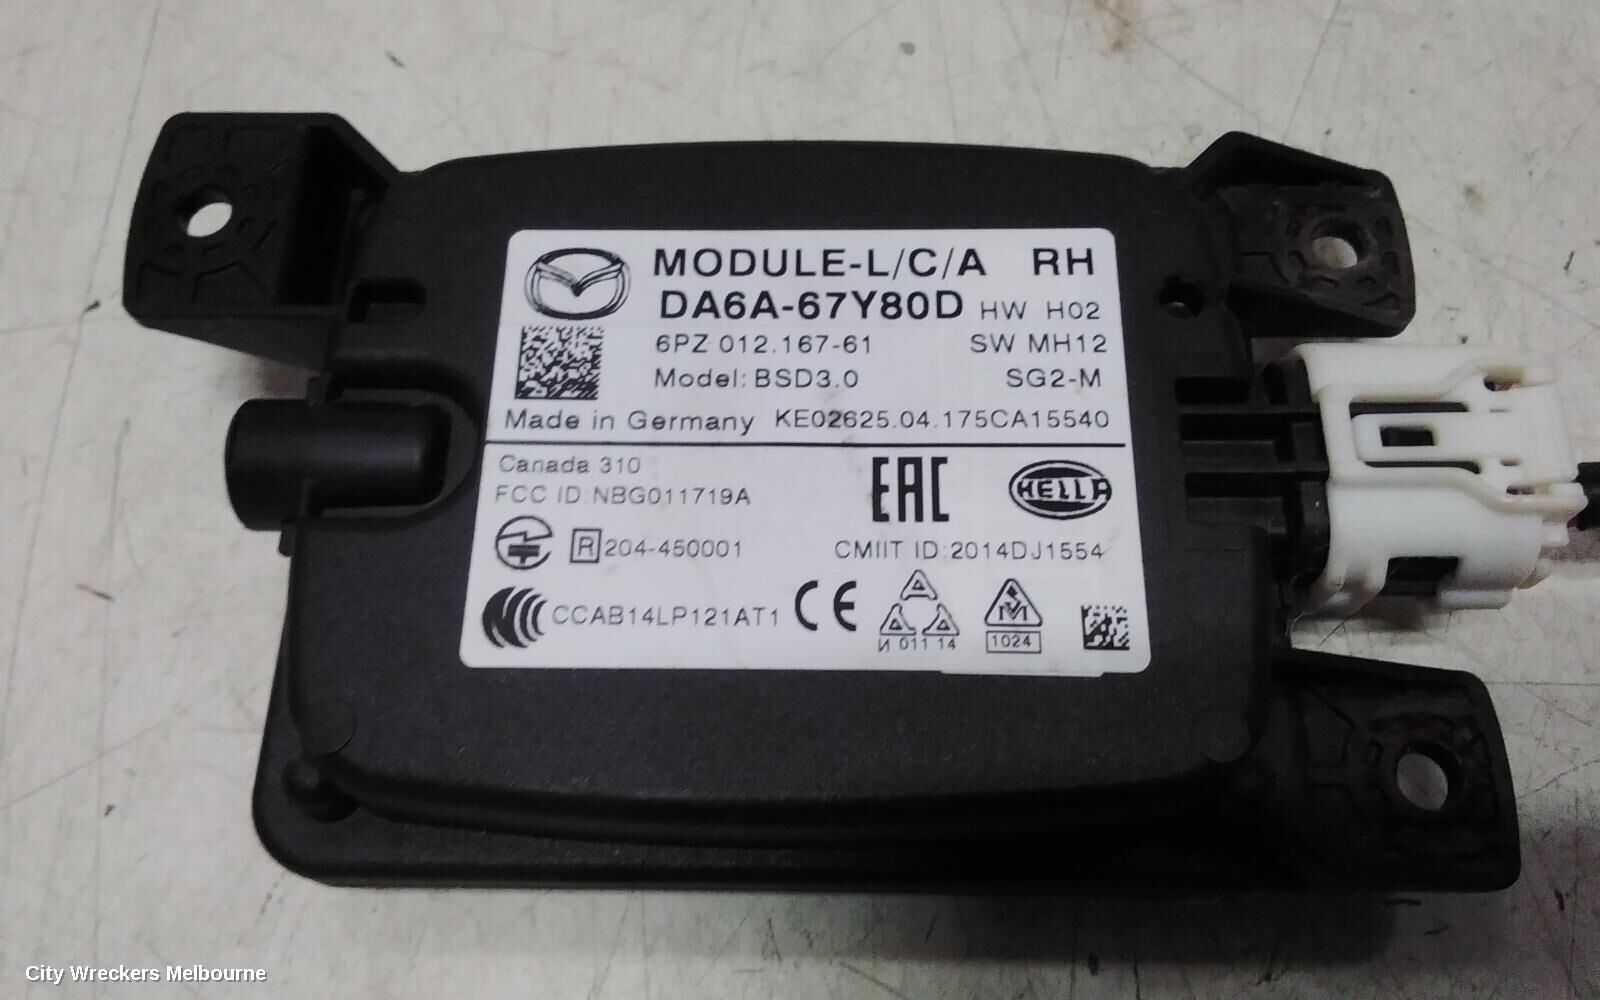 MODULE-L/C/A RH
DA6A-67Y80D HW H02
6PZ 012.167-61 SW MH12
Model: BSD3.0 SG2-M
Made in Germany KE02625.04.175CA15540
Canada 310
FCC ID:NBG011719A
EAC
HELLA
R 204-450001
CMIIT ID:2014DJ1554
CCAB14LP121AT1
CE
И 011 14
1024
City Wreckers Melbourne